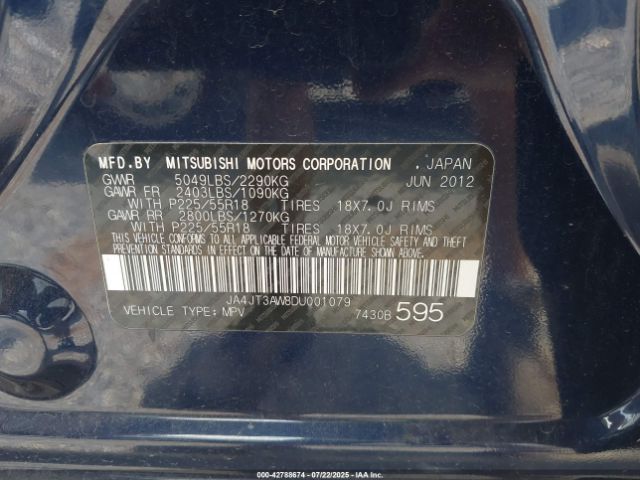 MFD.BY MITSUBISHI MOTORS CORPORATION . JAPAN
GVWR 5049LBS/2290KG JUN 2012
GAWR FR 2403LBS/1090KG
WITH P225/55R18 TIRES 18X7.0J RIMS
GAWR RR 2800LBS/1270KG
WITH P225/55R18 TIRES 18X7.0J RIMS
THIS VEHICLE CONFORMS TO ALL APPLICABLE FEDERAL MOTOR VEHICLE SAFETY AND THEFT
PREVENTION STANDARDS IN EFFECT ON THE DATE OF MANUFACTURE SHOWN ABOVE.
JA4JT3AW8DU001079
VEHICLE TYPE: MPV 7430B 595
000-42788674 - 07/22/2025 - IAA Inc.